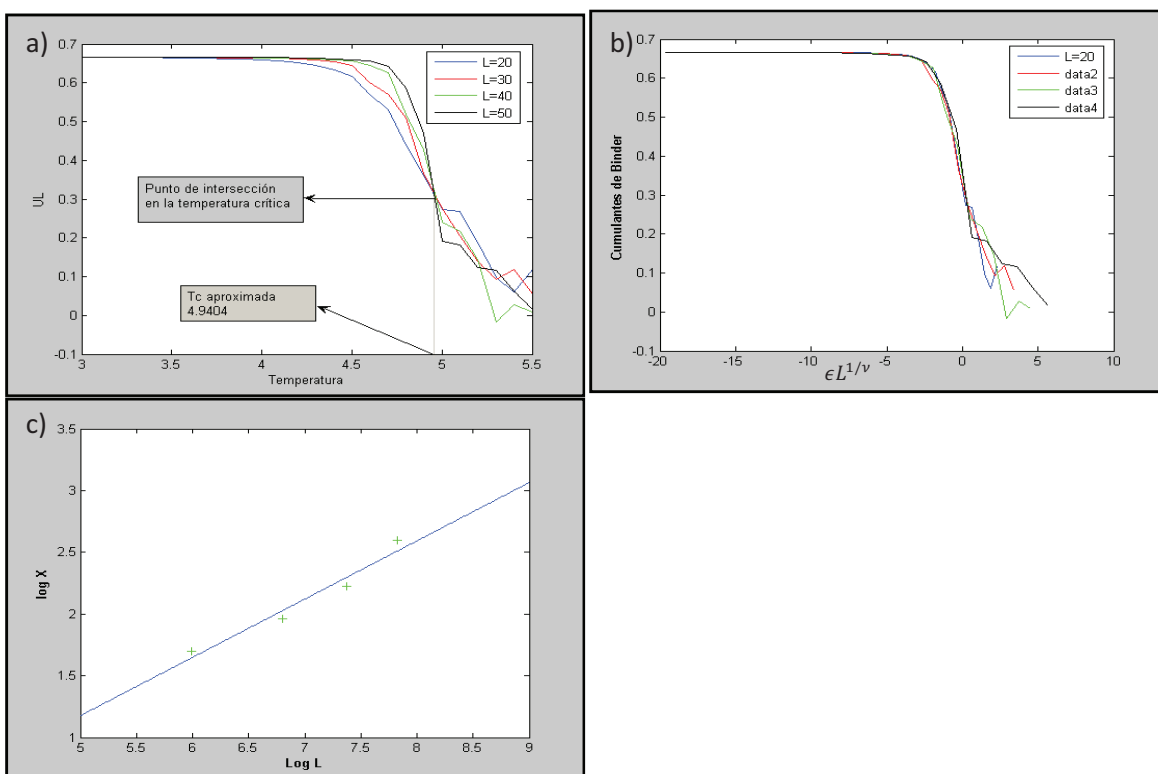 a)
0.7
0.6
0.5
0.4
0.3
0.2
0.1
0
-0.1
UL
3
3.5
4
4.5
5
5.5
Temperatura
L=20
L=30
L=40
L=50
Punto de intersección
en la temperatura crítica
Tc aproximada
4.9404
b)
0.7
0.6
0.5
0.4
0.3
0.2
0.1
0
-0.1
Cumulantes de Binder
-20
-15
-10
-5
0
5
10
ϵL^{1/ν}
L=20
data2
data3
data4
c)
3.5
3
2.5
2
1.5
1
log X
5
5.5
6
6.5
7
7.5
8
8.5
9
Log L